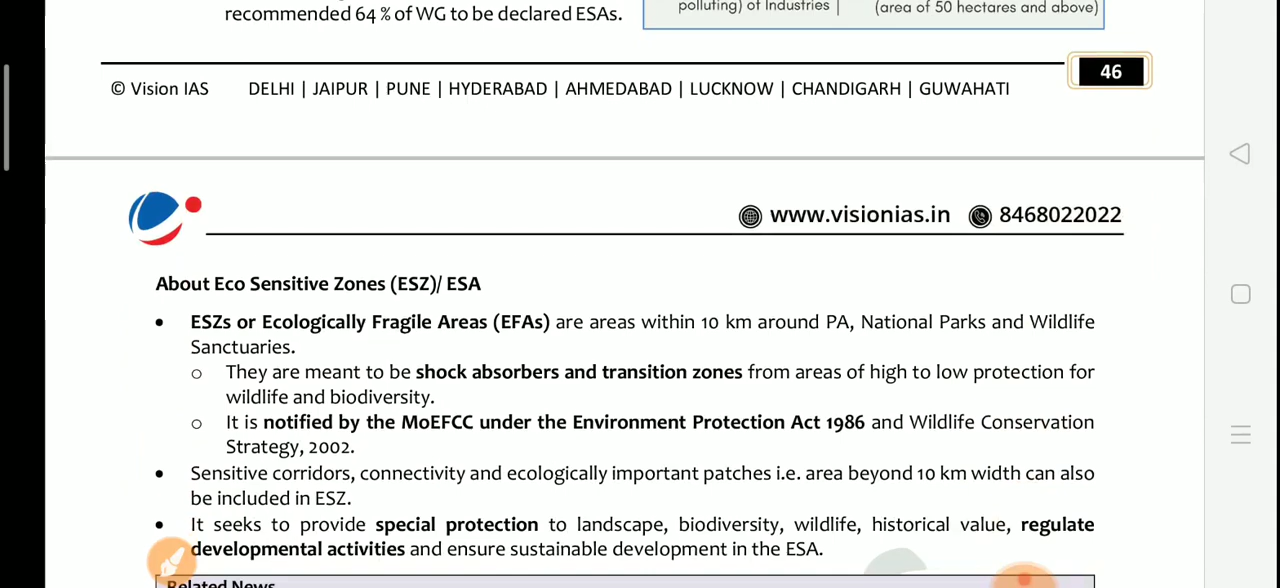 recommended 64 % of WG to be declared ESAs.
polluting) of Industries
(area of 50 hectares and above)
© Vision IAS DELHI | JAIPUR | PUNE | HYDERABAD | AHMEDABAD | LUCKNOW | CHANDIGARH | GUWAHATI
46
www.visionias.in 8468022022
About Eco Sensitive Zones (ESZ)/ ESA
• ESZs or Ecologically Fragile Areas (EFAs) are areas within 10 km around PA, National Parks and Wildlife
Sanctuaries.
o They are meant to be shock absorbers and transition zones from areas of high to low protection for
wildlife and biodiversity.
o It is notified by the MoEFCC under the Environment Protection Act 1986 and Wildlife Conservation
Strategy, 2002.
• Sensitive corridors, connectivity and ecologically important patches i.e. area beyond 10 km width can also
be included in ESZ.
• It seeks to provide special protection to landscape, biodiversity, wildlife, historical value, regulate
developmental activities and ensure sustainable development in the ESA.
Related News